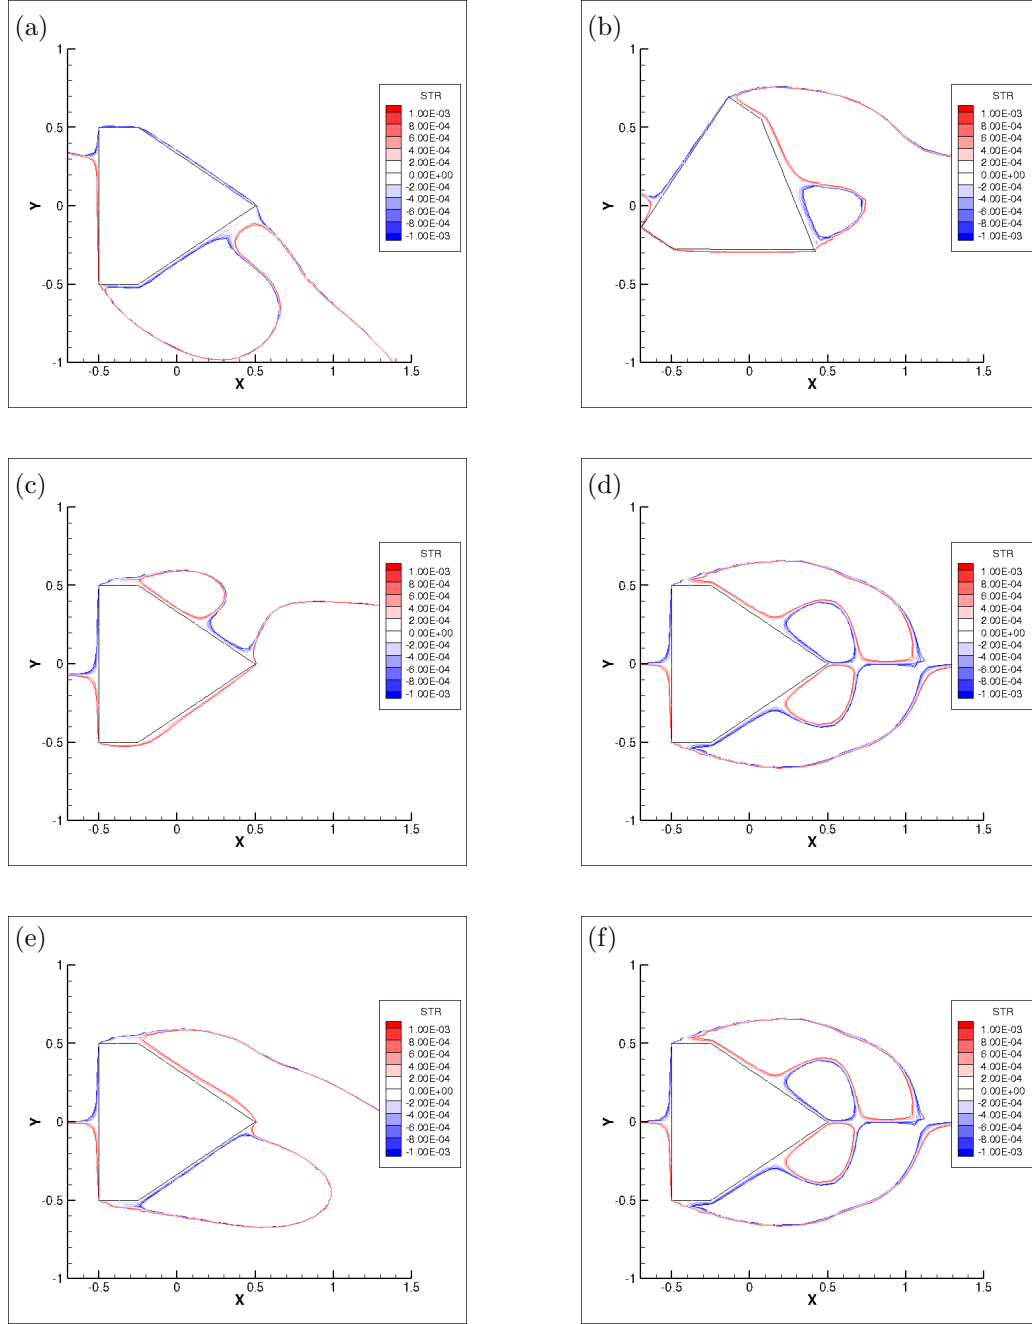 (a)
1
0.5
0
-0.5
-1
Y
-0.5
0
0.5
1
1.5
X
STR
1.00E-03
8.00E-04
6.00E-04
4.00E-04
2.00E-04
0.00E+00
-2.00E-04
-4.00E-04
-6.00E-04
-8.00E-04
-1.00E-03
(b)
1
0.5
0
-0.5
-1
Y
-0.5
0
0.5
1
1.5
X
STR
1.00E-03
8.00E-04
6.00E-04
4.00E-04
2.00E-04
0.00E+00
-2.00E-04
-4.00E-04
-6.00E-04
-8.00E-04
-1.00E-03
(c)
1
0.5
0
-0.5
-1
Y
-0.5
0
0.5
1
1.5
X
STR
1.00E-03
8.00E-04
6.00E-04
4.00E-04
2.00E-04
0.00E+00
-2.00E-04
-4.00E-04
-6.00E-04
-8.00E-04
-1.00E-03
(d)
1
0.5
0
-0.5
-1
Y
-0.5
0
0.5
1
1.5
X
STR
1.00E-03
8.00E-04
6.00E-04
4.00E-04
2.00E-04
0.00E+00
-2.00E-04
-4.00E-04
-6.00E-04
-8.00E-04
-1.00E-03
(e)
1
0.5
0
-0.5
-1
Y
-0.5
0
0.5
1
1.5
X
STR
1.00E-03
8.00E-04
6.00E-04
4.00E-04
2.00E-04
0.00E+00
-2.00E-04
-4.00E-04
-6.00E-04
-8.00E-04
-1.00E-03
(f)
1
0.5
0
-0.5
-1
Y
-0.5
0
0.5
1
1.5
X
STR
1.00E-03
8.00E-04
6.00E-04
4.00E-04
2.00E-04
0.00E+00
-2.00E-04
-4.00E-04
-6.00E-04
-8.00E-04
-1.00E-03